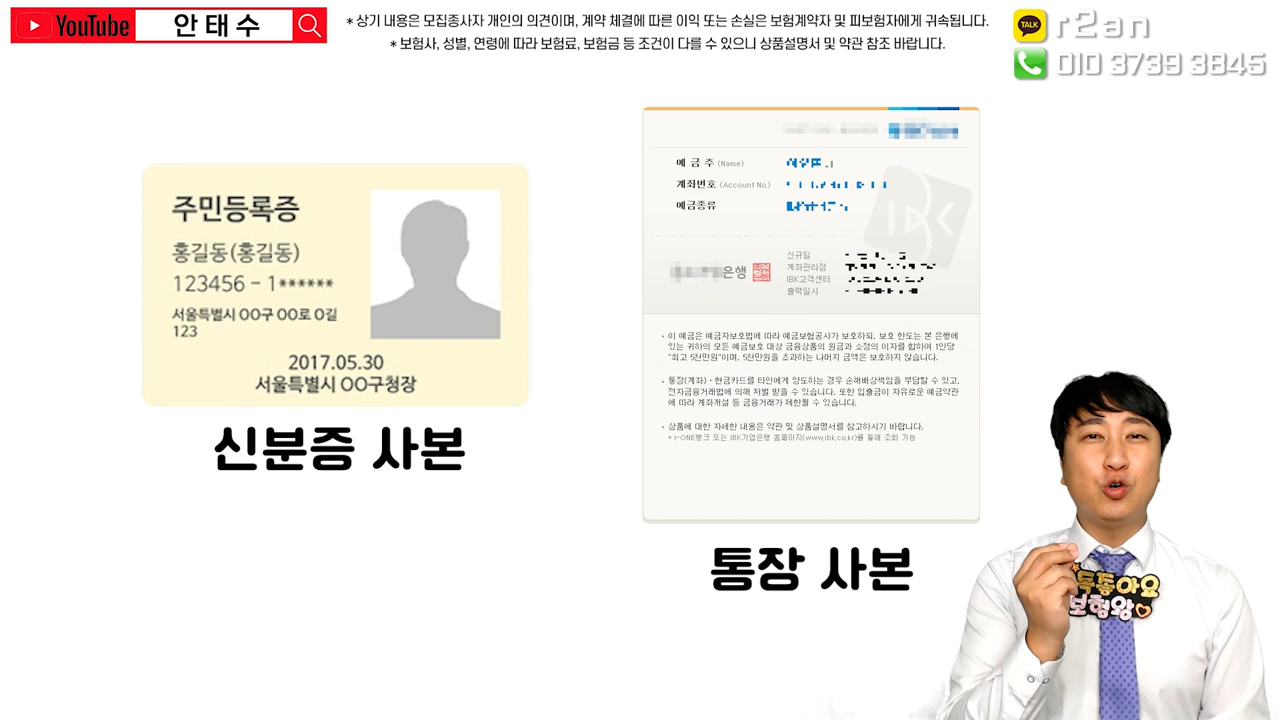 YouTube 안태수
* 상기 내용은 모집종사자 개인의 의견이며, 계약 체결에 따른 이익 또는 손실은 보험계약자 및 피보험자에게 귀속됩니다.
* 보험사, 성별, 연령에 따라 보험료, 보험금 등 조건이 다를 수 있으니 상품설명서 및 약관 참조 바랍니다.
TALK r2an
010 3739 3845
주민등록증
홍길동(홍길동)
123456 - 1******
서울특별시 OO구 OO로 O길
123
2017.05.30
서울특별시 OO구청장
신분증 사본
예 금 주 (Name)
계좌번호 (Account No.)
예금종류
IBK
은행
신규일
계좌관리점
IBK고객센터
출력일시
• 이 예금은 예금자보호법에 따라 예금보험공사가 보호하되, 보호 한도는 본 은행에
있는 귀하의 모든 예금보호 대상 금융상품의 원금과 소정의 이자를 합하여 1인당
"최고 5천만원"이며, 5천만원을 초과하는 나머지 금액은 보호하지 않습니다.
• 통장(계좌)·현금카드를 타인에게 양도하는 경우 손해배상책임을 부담할 수 있고,
전자금융거래법에 의해 처벌 받을 수 있습니다. 또한 입출금이 자유로운 예금약관
에 따라 계좌개설 등 금융거래가 제한될 수 있습니다.
• 상품에 대한 자세한 내용은 약관 및 상품설명서를 참고하시기 바랍니다.
* i-ONE뱅크 또는 IBK기업은행 홈페이지(www.ibk.co.kr)를 통해 조회 가능
통장 사본
독좋아요
보험왕